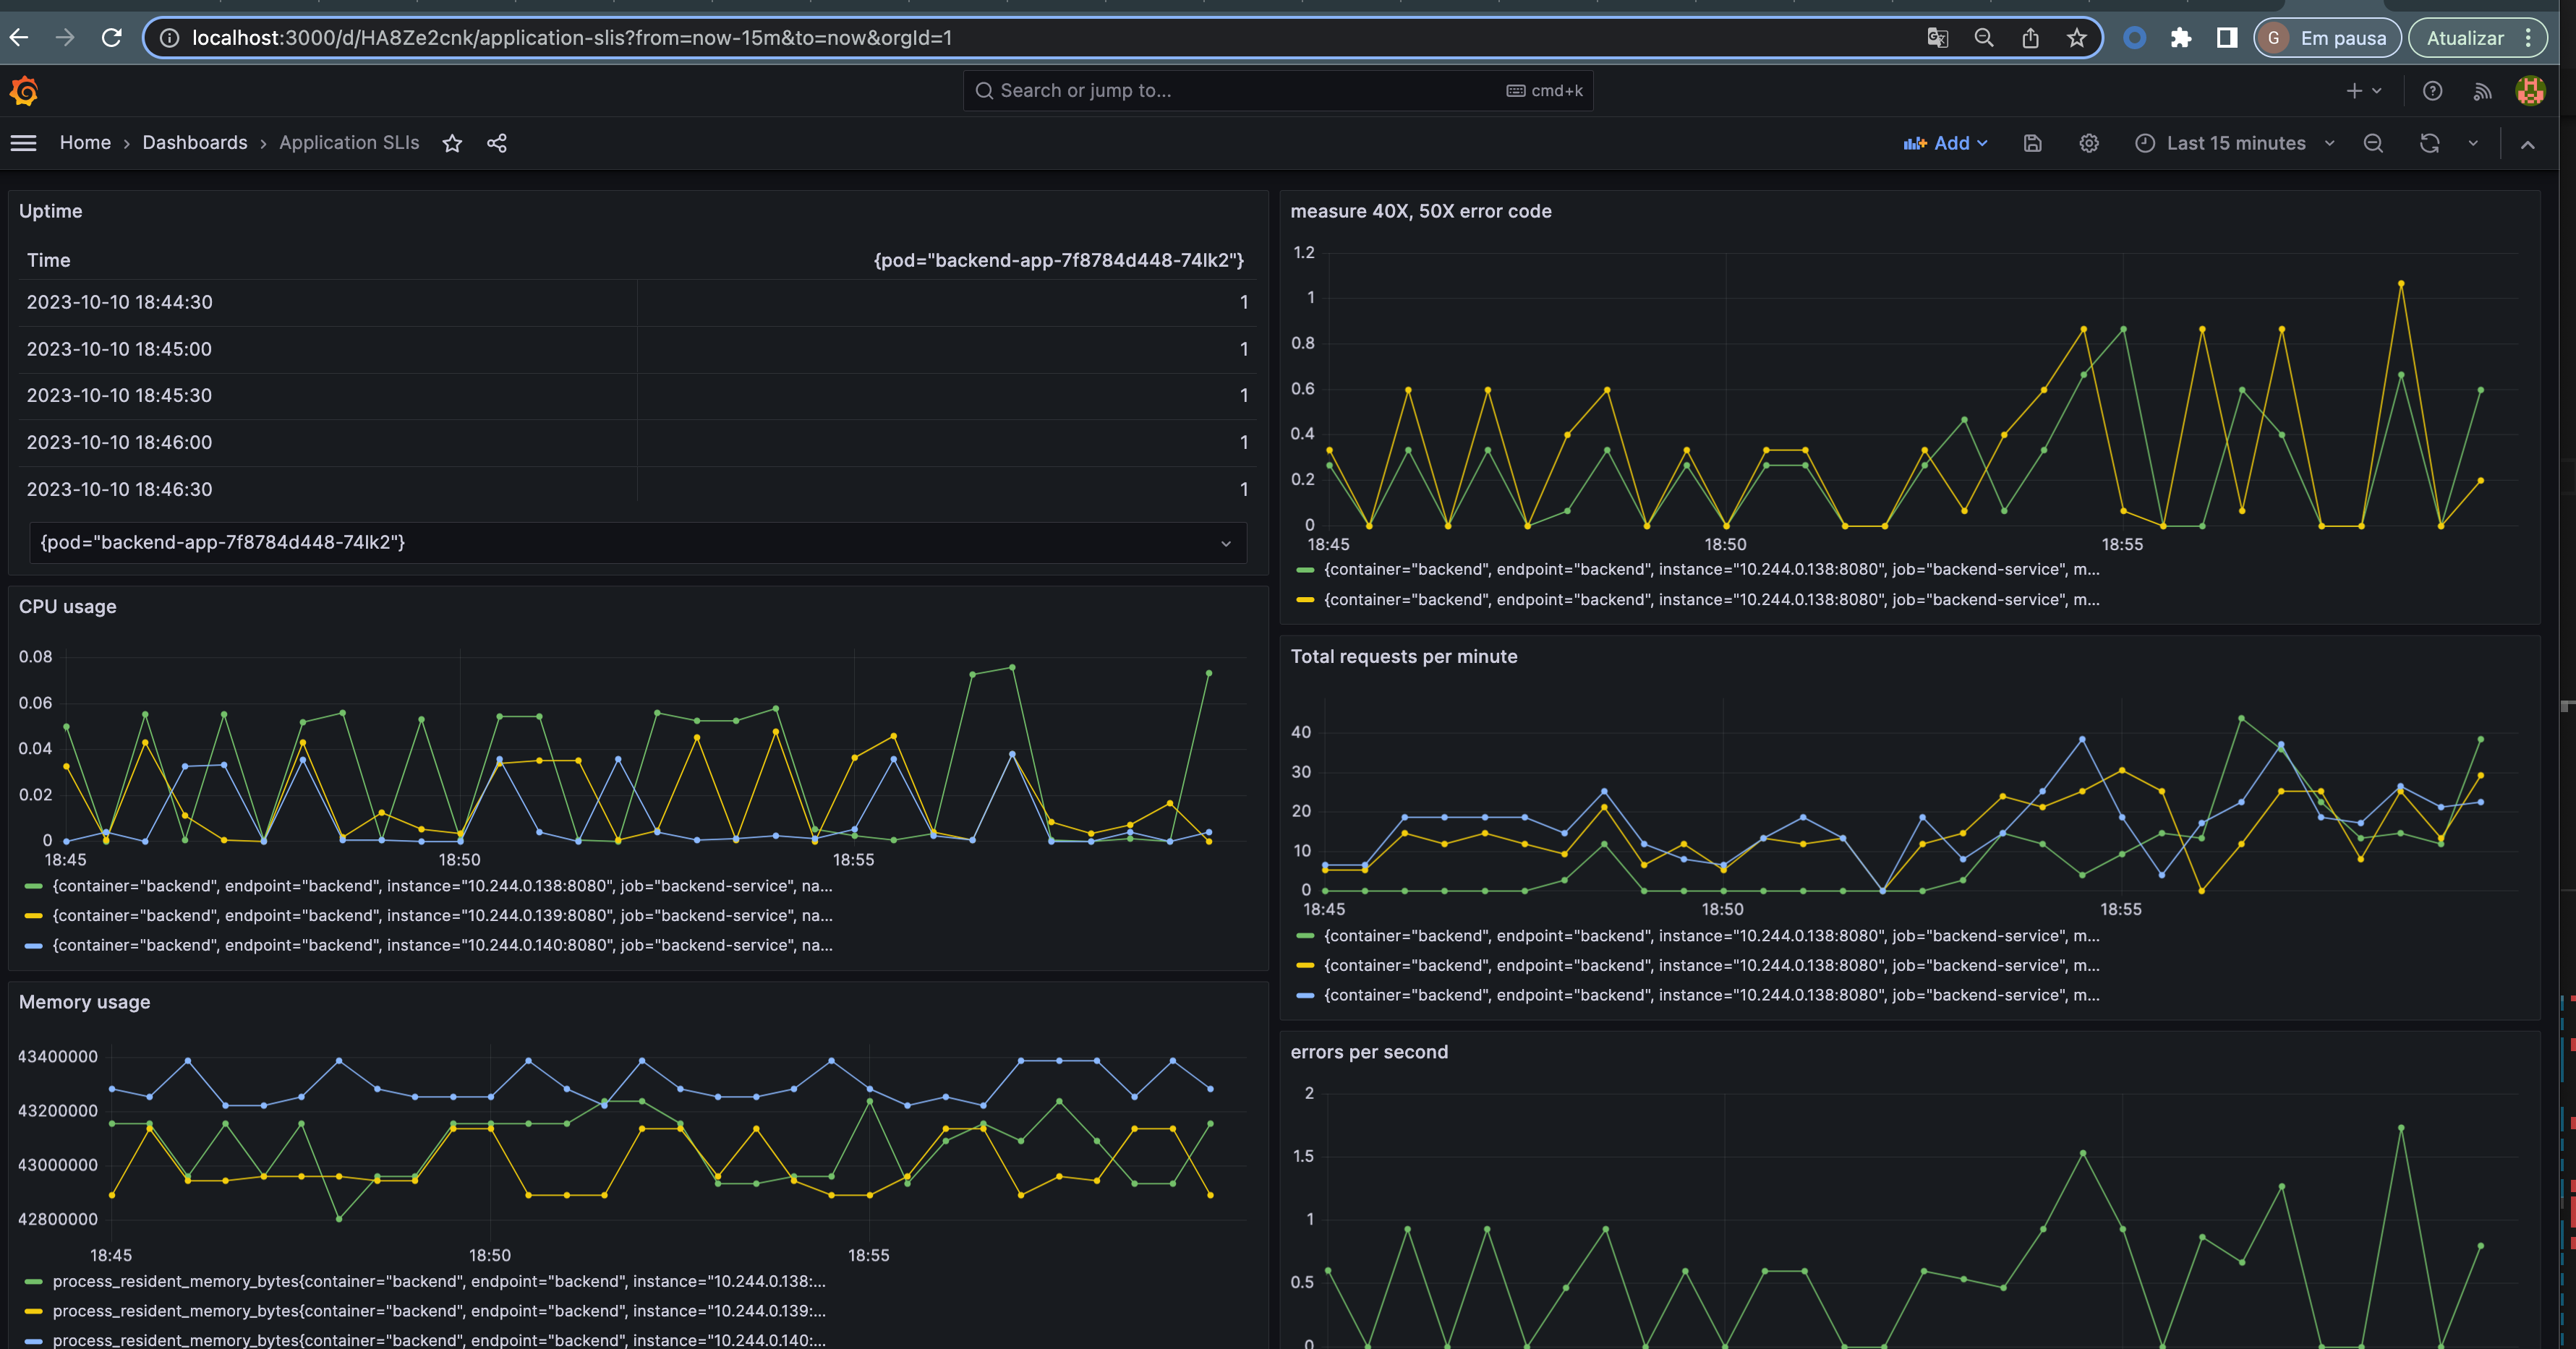 localhost:3000/d/HA8Ze2cnk/application-slis?from=now-15m&to=now&orgId=1
G Em pausa
Atualizar
Search or jump to...
cmd+k
Home › Dashboards › Application SLIs
Add
Last 15 minutes
Uptime
Time {pod="backend-app-7f8784d448-74lk2"}
2023-10-10 18:44:30 1
2023-10-10 18:45:00 1
2023-10-10 18:45:30 1
2023-10-10 18:46:00 1
2023-10-10 18:46:30 1
{pod="backend-app-7f8784d448-74lk2"}
measure 40X, 50X error code
1.2
1
0.8
0.6
0.4
0.2
0
18:45 18:50 18:55
{container="backend", endpoint="backend", instance="10.244.0.138:8080", job="backend-service", m...
{container="backend", endpoint="backend", instance="10.244.0.138:8080", job="backend-service", m...
CPU usage
0.08
0.06
0.04
0.02
0
18:45 18:50 18:55
{container="backend", endpoint="backend", instance="10.244.0.138:8080", job="backend-service", na...
{container="backend", endpoint="backend", instance="10.244.0.139:8080", job="backend-service", na...
{container="backend", endpoint="backend", instance="10.244.0.140:8080", job="backend-service", na...
Total requests per minute
40
30
20
10
0
18:45 18:50 18:55
{container="backend", endpoint="backend", instance="10.244.0.138:8080", job="backend-service", m...
{container="backend", endpoint="backend", instance="10.244.0.138:8080", job="backend-service", m...
{container="backend", endpoint="backend", instance="10.244.0.138:8080", job="backend-service", m...
Memory usage
43400000
43200000
43000000
42800000
18:45 18:50 18:55
process_resident_memory_bytes{container="backend", endpoint="backend", instance="10.244.0.138:...
process_resident_memory_bytes{container="backend", endpoint="backend", instance="10.244.0.139:...
process_resident_memory_bytes{container="backend", endpoint="backend", instance="10.244.0.140:...
errors per second
2
1.5
1
0.5
0